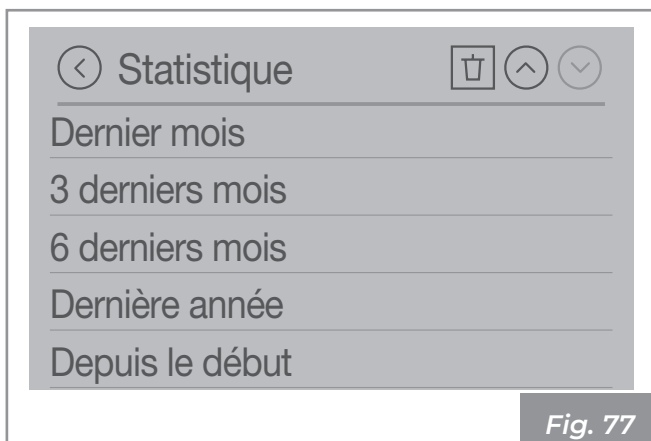 Statistique
Dernier mois
3 derniers mois
6 derniers mois
Dernière année
Depuis le début
Fig. 77